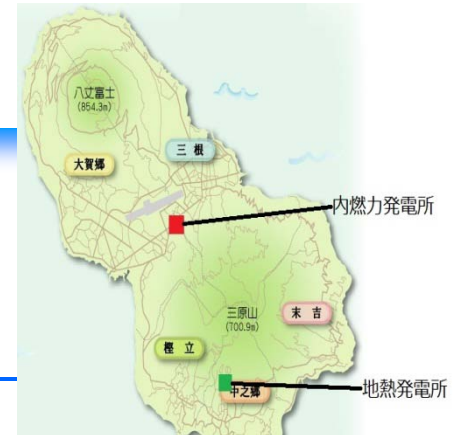 八丈富士
(854.3m)
三根
大賀郷
内燃力発電所
三原山
(700.9m)
末吉
樫立
中之郷
地熱発電所